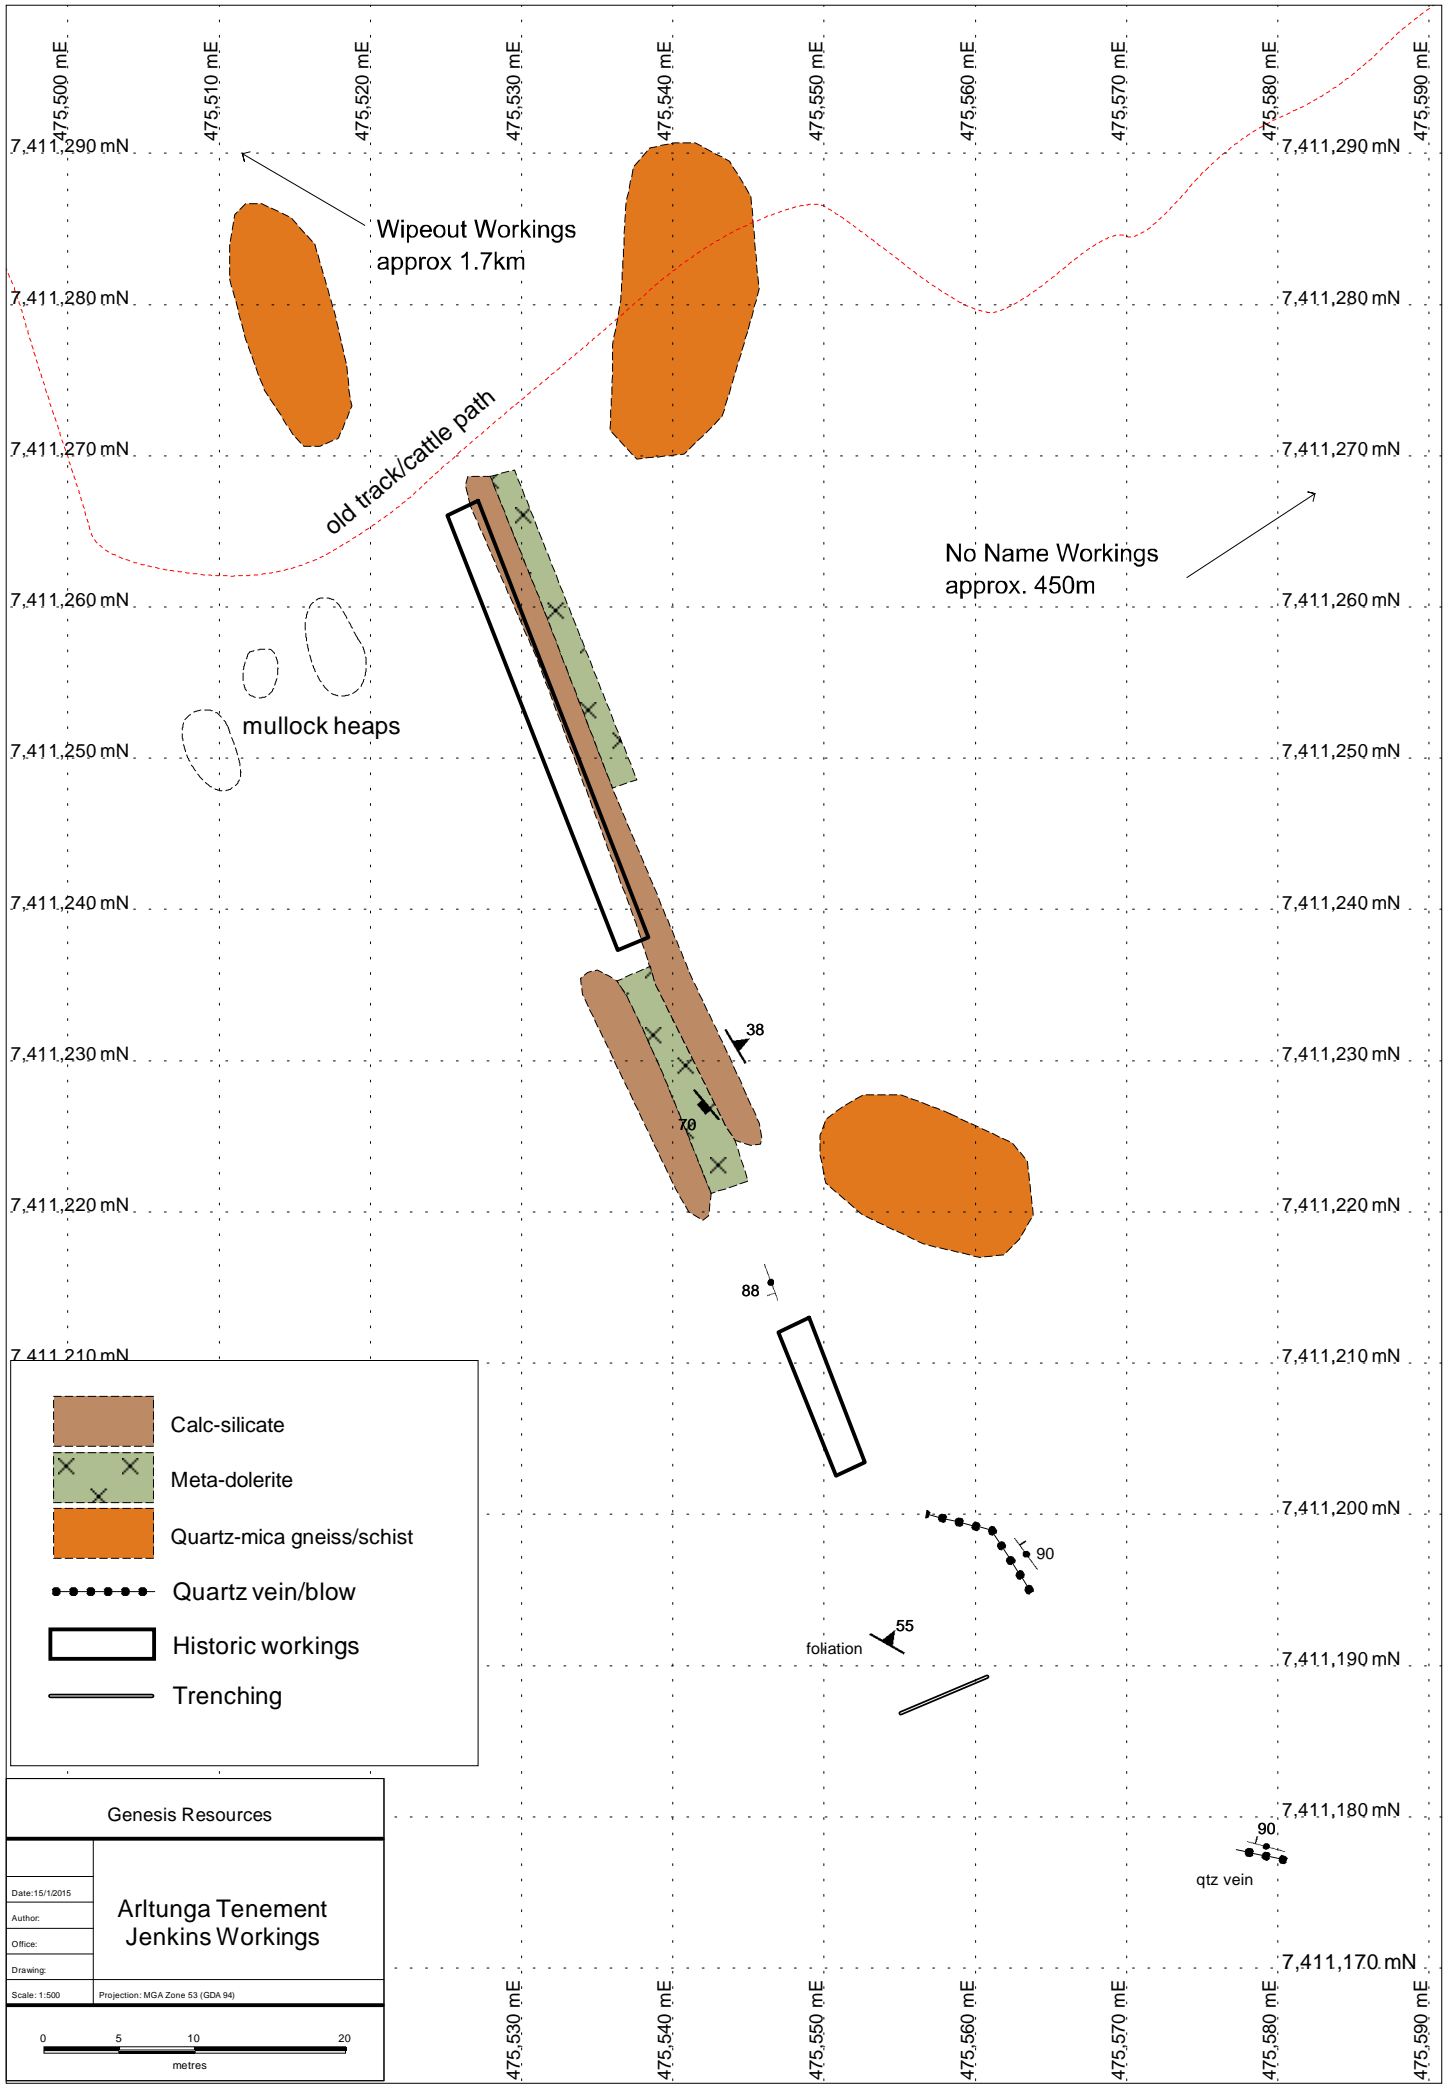 475,500 mE
475,510 mE
475,520 mE
475,530 mE
475,540 mE
475,550 mE
475,560 mE
475,570 mE
475,580 mE
475,590 mE
7,411,290 mN
7,411,290 mN
Wipeout Workings
approx 1.7km
7,411,280 mN
7,411,280 mN
old track/cattle path
7,411,270 mN
7,411,270 mN
No Name Workings
approx. 450m
7,411,260 mN
7,411,260 mN
mullock heaps
7,411,250 mN
7,411,250 mN
7,411,240 mN
7,411,240 mN
38
7,411,230 mN
7,411,230 mN
70
7,411,220 mN
7,411,220 mN
88
7,411,210 mN
7,411,210 mN
Calc-silicate
Meta-dolerite
Quartz-mica gneiss/schist
Quartz vein/blow
Historic workings
Trenching
7,411,200 mN
90
55
foliation
7,411,190 mN
7,411,180 mN
90
qtz vein
7,411,170 mN
Genesis Resources
Date:15/1/2015
Author:
Office:
Drawing:
Scale: 1:500
Arltunga Tenement
Jenkins Workings
Projection: MGA Zone 53 (GDA 94)
0 5 10 20
metres
475,530 mE
475,540 mE
475,550 mE
475,560 mE
475,570 mE
475,580 mE
475,590 mE